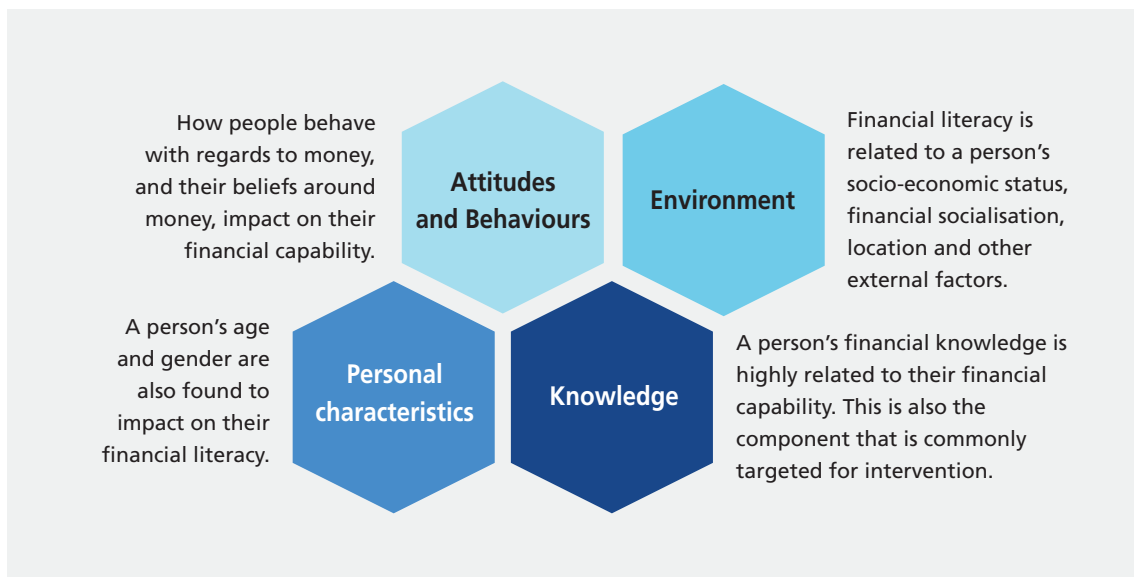 How people behave
with regards to money,
and their beliefs around
money, impact on their
financial capability.
Attitudes
and Behaviours
Environment
Financial literacy is
related to a person’s
socio-economic status,
financial socialisation,
location and other
external factors.
A person’s age
and gender are
also found to
impact on their
financial literacy.
Personal
characteristics
Knowledge
A person’s financial knowledge is
highly related to their financial
capability. This is also the
component that is commonly
targeted for intervention.